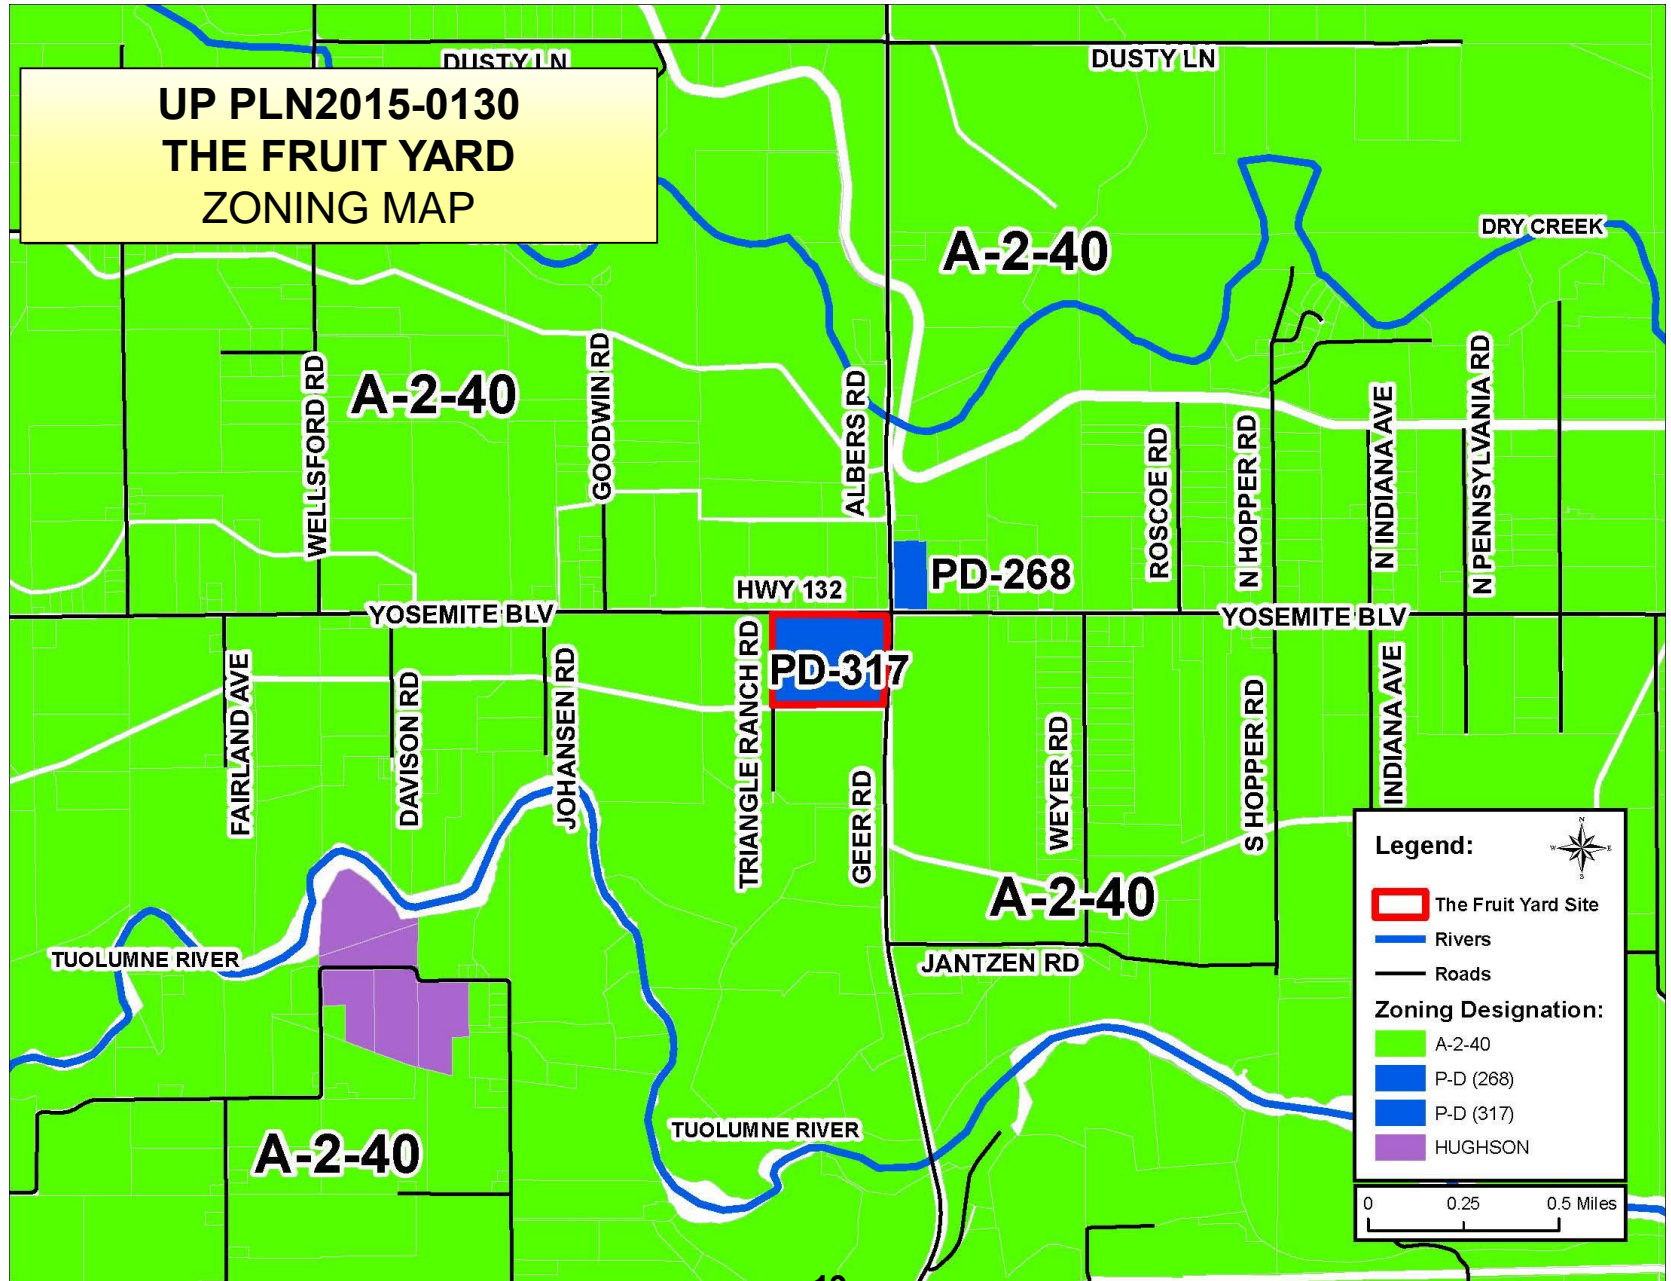 DUSTY LN
DUSTY LN
UP PLN2015-0130
THE FRUIT YARD
ZONING MAP
A-2-40
DRY CREEK
A-2-40
WELLSFORD RD
GOODWIN RD
ALBERS RD
ROSCOE RD
N HOPPER RD
N INDIANA AVE
N PENNSYLVANIA RD
PD-268
HWY 132
YOSEMITE BLV
YOSEMITE BLV
PD-317
FAIRLAND AVE
DAVISON RD
JOHANSEN RD
TRIANGLE RANCH RD
GEER RD
WEYER RD
S HOPPER RD
INDIANA AVE
A-2-40
TUOLUMNE RIVER
JANTZEN RD
TUOLUMNE RIVER
A-2-40
Legend:
N
W E
S
The Fruit Yard Site
Rivers
Roads
Zoning Designation:
A-2-40
P-D (268)
P-D (317)
HUGHSON
0 0.25 0.5 Miles